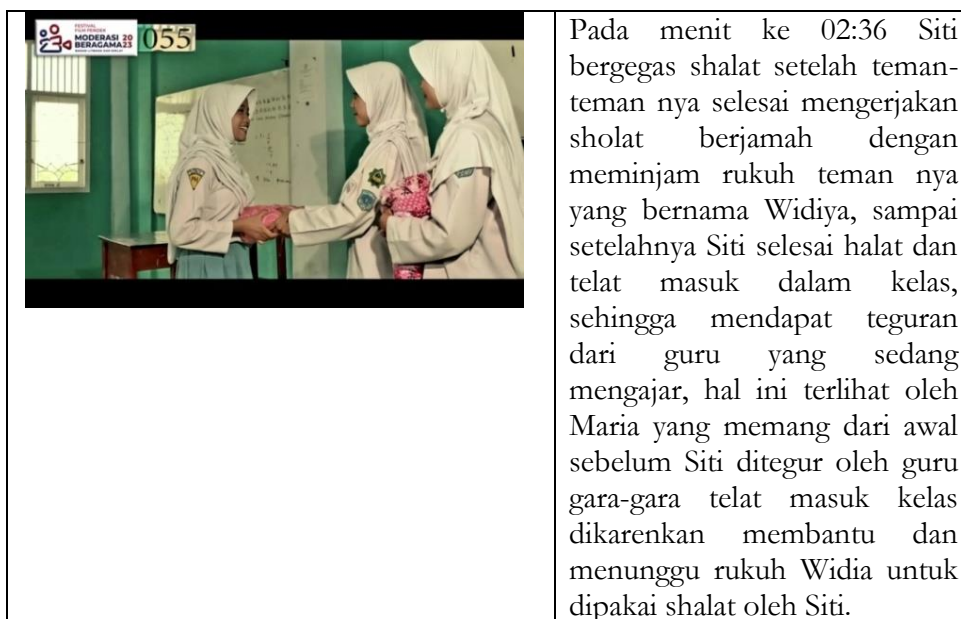 FESTIVAL
FILM PENDEK
MODERASI 20
BERAGAMA23
055
Pada menit ke 02:36 Siti
bergegas shalat setelah teman-
teman nya selesai mengerjakan
sholat berjamah dengan
meminjam rukuh teman nya
yang bernama Widiya, sampai
setelahnya Siti selesai halat dan
telat masuk dalam kelas,
sehingga mendapat teguran
dari guru yang sedang
mengajar, hal ini terlihat oleh
Maria yang memang dari awal
sebelum Siti ditegur oleh guru
gara-gara telat masuk kelas
dikarenkan membantu dan
menunggu rukuh Widia untuk
dipakai shalat oleh Siti.